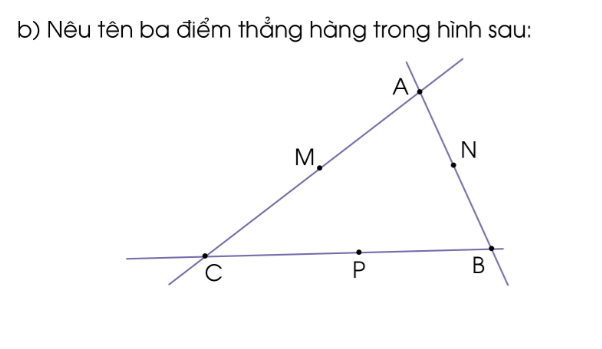 b) Nêu tên ba điểm thẳng hàng trong hình sau:
A
M
N
C
P
B